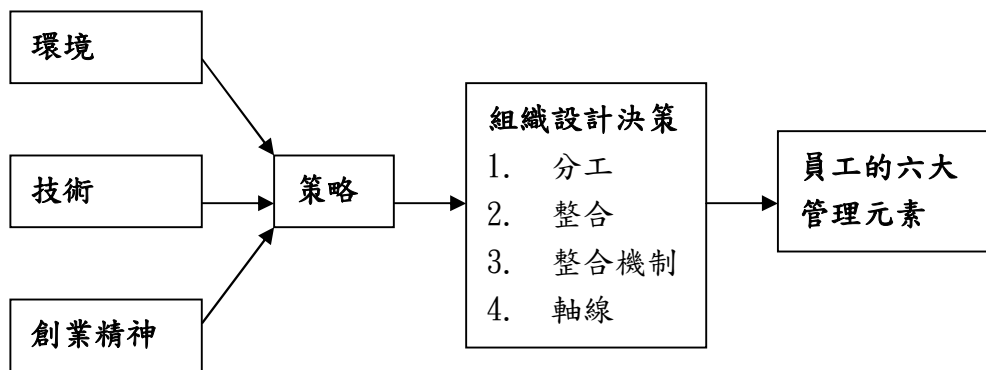 環境
技術
創業精神
策略
組織設計決策
1. 分工
2. 整合
3. 整合機制
4. 軸線
員工的六大
管理元素